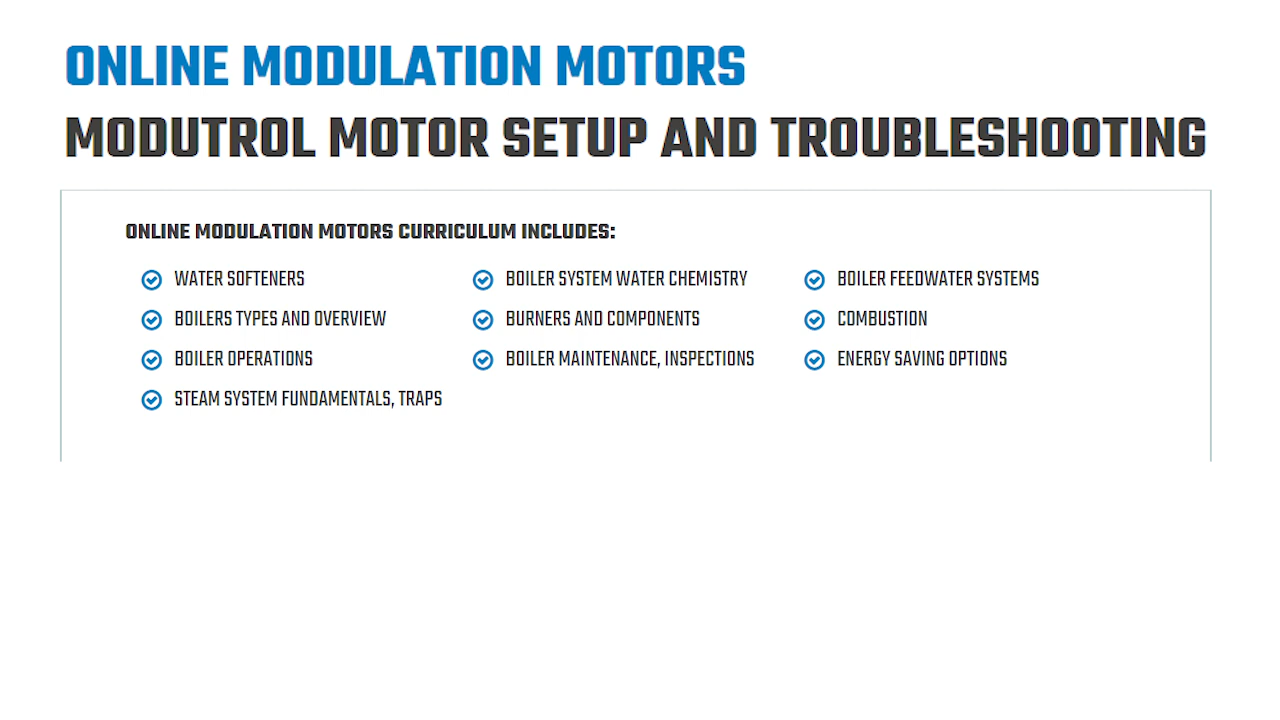 ONLINE MODULATION MOTORS
MODUTROL MOTOR SETUP AND TROUBLESHOOTING
ONLINE MODULATION MOTORS CURRICULUM INCLUDES:
WATER SOFTENERS
BOILER SYSTEM WATER CHEMISTRY
BOILER FEEDWATER SYSTEMS
BOILERS TYPES AND OVERVIEW
BURNERS AND COMPONENTS
COMBUSTION
BOILER OPERATIONS
BOILER MAINTENANCE, INSPECTIONS
ENERGY SAVING OPTIONS
STEAM SYSTEM FUNDAMENTALS, TRAPS